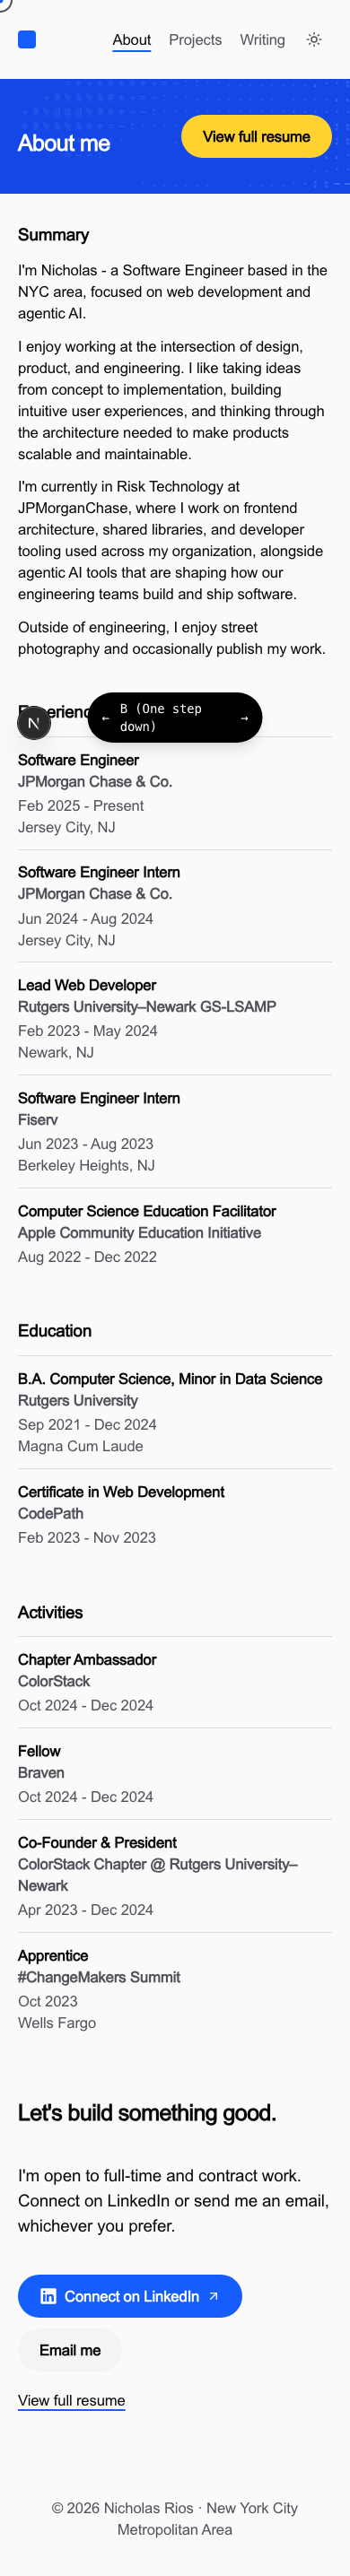 About Projects Writing
About me
View full resume
Summary
I'm Nicholas - a Software Engineer based in the
NYC area, focused on web development and
agentic AI.
I enjoy working at the intersection of design,
product, and engineering. I like taking ideas
from concept to implementation, building
intuitive user experiences, and thinking through
the architecture needed to make products
scalable and maintainable.
I'm currently in Risk Technology at
JPMorganChase, where I work on frontend
architecture, shared libraries, and developer
tooling used across my organization, alongside
agentic AI tools that are shaping how our
engineering teams build and ship software.
Outside of engineering, I enjoy street
photography and occasionally publish my work.
N
← B (One step
down) →
Software Engineer
JPMorgan Chase & Co.
Feb 2025 - Present
Jersey City, NJ
Software Engineer Intern
JPMorgan Chase & Co.
Jun 2024 - Aug 2024
Jersey City, NJ
Lead Web Developer
Rutgers University–Newark GS-LSAMP
Feb 2023 - May 2024
Newark, NJ
Software Engineer Intern
Fiserv
Jun 2023 - Aug 2023
Berkeley Heights, NJ
Computer Science Education Facilitator
Apple Community Education Initiative
Aug 2022 - Dec 2022
Education
B.A. Computer Science, Minor in Data Science
Rutgers University
Sep 2021 - Dec 2024
Magna Cum Laude
Certificate in Web Development
CodePath
Feb 2023 - Nov 2023
Activities
Chapter Ambassador
ColorStack
Oct 2024 - Dec 2024
Fellow
Braven
Oct 2024 - Dec 2024
Co-Founder & President
ColorStack Chapter @ Rutgers University–
Newark
Apr 2023 - Dec 2024
Apprentice
#ChangeMakers Summit
Oct 2023
Wells Fargo
Let's build something good.
I'm open to full-time and contract work.
Connect on LinkedIn or send me an email,
whichever you prefer.
in Connect on LinkedIn ↗
Email me
View full resume
© 2026 Nicholas Rios · New York City
Metropolitan Area